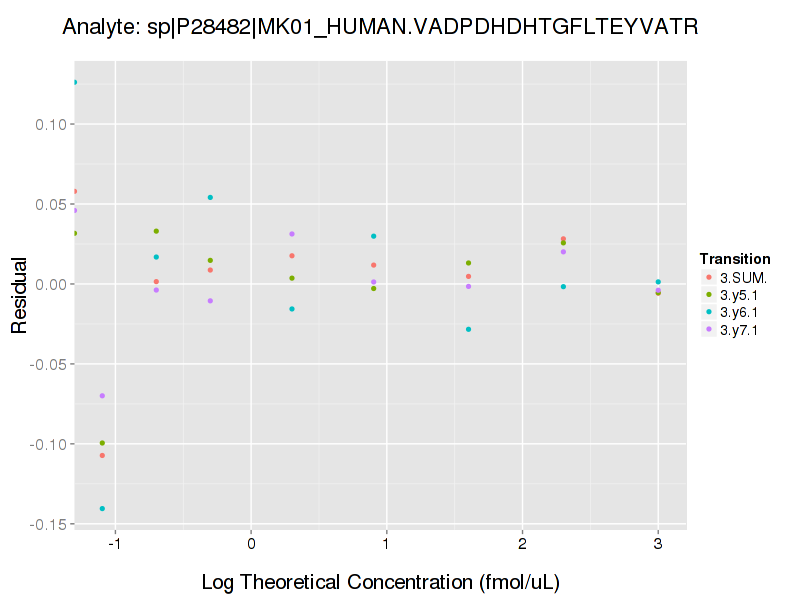 Analyte: sp|P28482|MK01_HUMAN.VADPDHDHTGFLTEYVATR
Residual
0.10
0.05
0.00
-0.05
-0.10
-0.15
-1
0
1
2
3
Log Theoretical Concentration (fmol/uL)
Transition
3.SUM.
3.y5.1
3.y6.1
3.y7.1